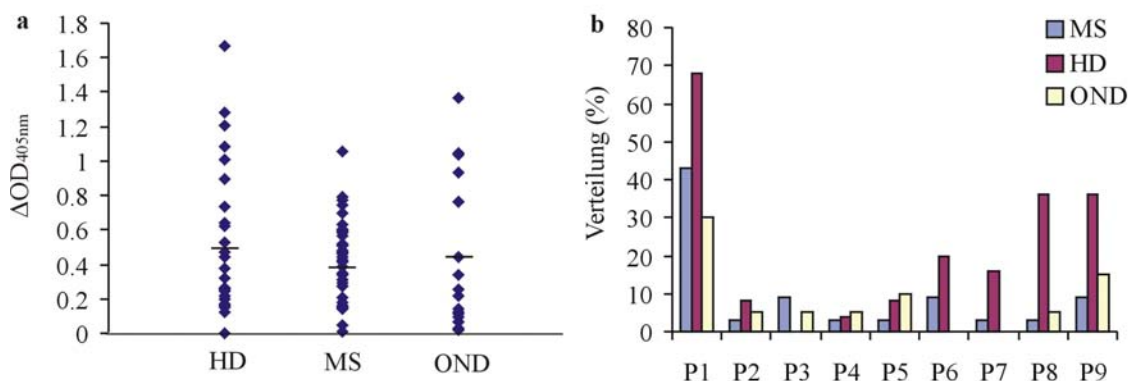 a
1.8
1.6
1.4
1.2
1
0.8
0.6
0.4
0.2
0
ΔOD405nm
HD MS OND
b
80
70
60
50
40
30
20
10
0
Verteilung (%)
MS
HD
OND
P1 P2 P3 P4 P5 P6 P7 P8 P9